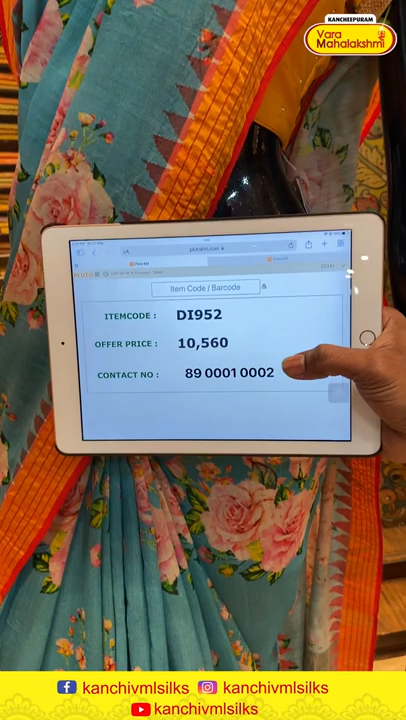 KANCHEEPURAM
Vara
Mahalakshmi
PLUTO
Item Code / Barcode
ITEMCODE : DI952
OFFER PRICE : 10,560
CONTACT NO : 89 0001 0002
kanchivmlsilks kanchivmlsilks
kanchivmlsilks